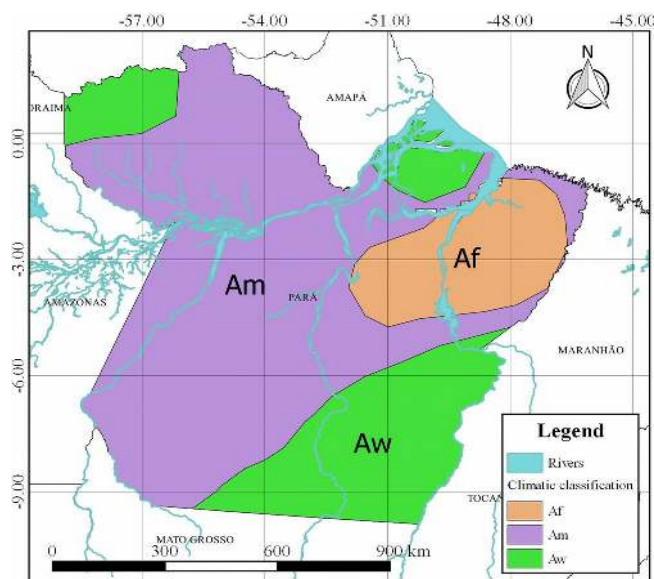 -57.00 -54.00 -51.00 -48.00 -45.00
N
AMAPÁ
ORAIMA
0.00
-3.00
Af
Am
PARÁ
AMAZONAS
MARANHÃO
-6.00
Aw
Legend
Rivers
Climatic classification
Af
Am
Aw
-9.00
TOCAN
MATO GROSSO
0 300 600 900 km